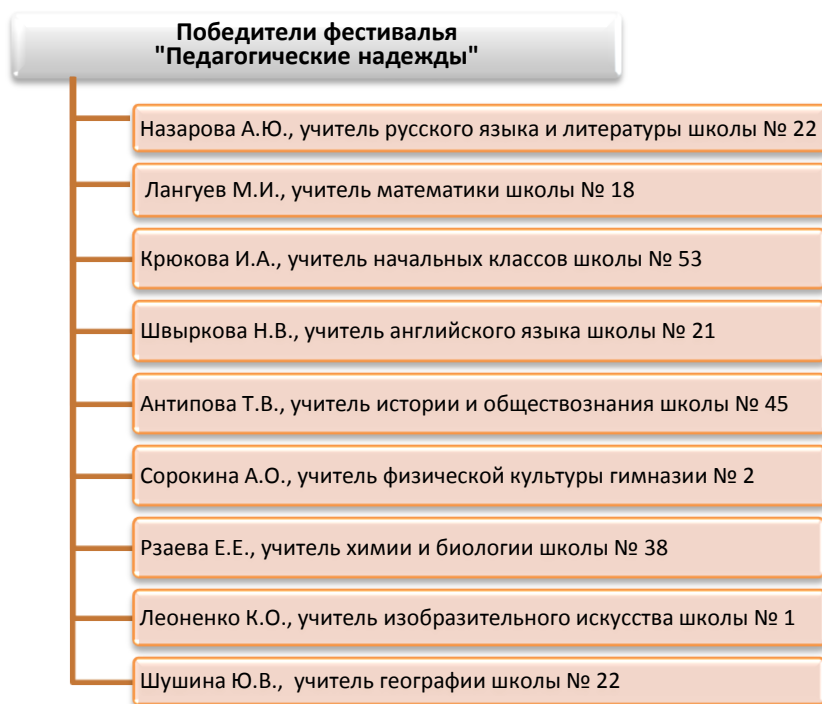 Победители фестивалья
"Педагогические надежды"
Назарова А.Ю., учитель русского языка и литературы школы № 22
Лангуев М.И., учитель математики школы № 18
Крюкова И.А., учитель начальных классов школы № 53
Швыркова Н.В., учитель английского языка школы № 21
Антипова Т.В., учитель истории и обществознания школы № 45
Сорокина А.О., учитель физической культуры гимназии № 2
Рзаева Е.Е., учитель химии и биологии школы № 38
Леоненко К.О., учитель изобразительного искусства школы № 1
Шушина Ю.В., учитель географии школы № 22